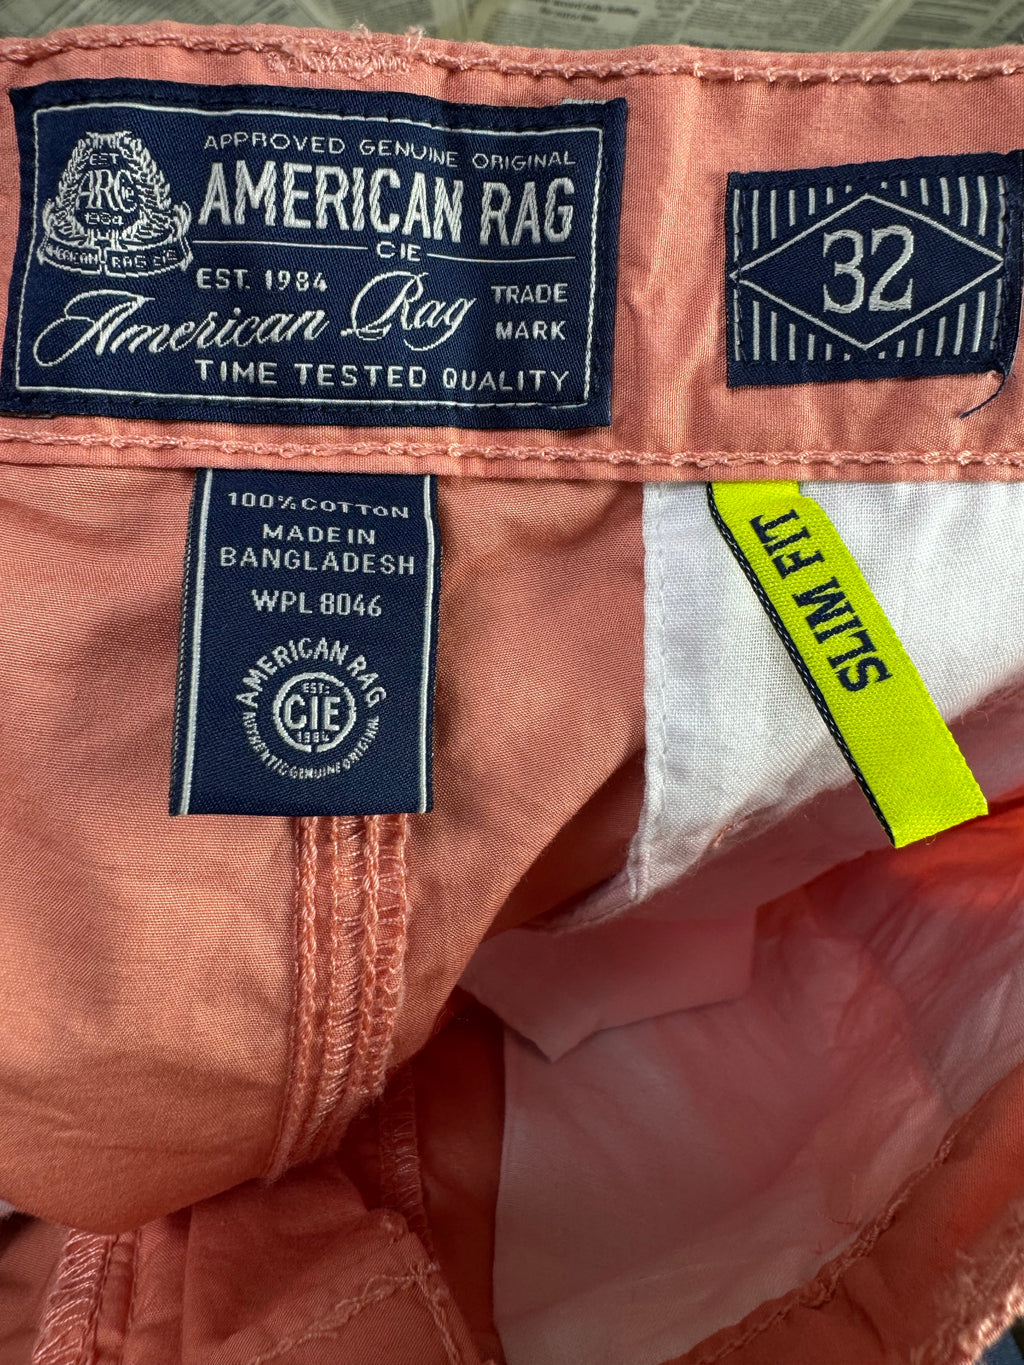 APPROVED GENUINE ORIGINAL
AMERICAN RAG
CIE
EST. 1984
American Rag
TRADE
MARK
TIME TESTED QUALITY
EST
ARCie
1984
AMERICAN RAG CIE
32
100% COTTON
MADE IN
BANGLADESH
WPL 8046
AMERICAN RAG
EST.
CIE
1984
AUTHENTIC GENUINE ORIGINAL
SLIM FIT